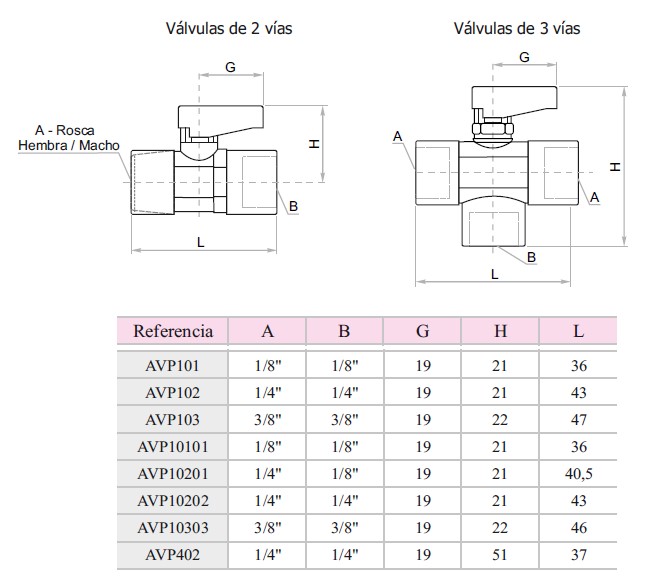 Válvulas de 2 vías
Válvulas de 3 vías
G
A - Rosca
Hembra / Macho
H
B
L
G
A
H
A
B
L
Referencia A B G H L
AVP101 1/8" 1/8" 19 21 36
AVP102 1/4" 1/4" 19 21 43
AVP103 3/8" 3/8" 19 22 47
AVP10101 1/8" 1/8" 19 21 36
AVP10201 1/4" 1/8" 19 21 40,5
AVP10202 1/4" 1/4" 19 21 43
AVP10303 3/8" 3/8" 19 22 46
AVP402 1/4" 1/4" 19 51 37